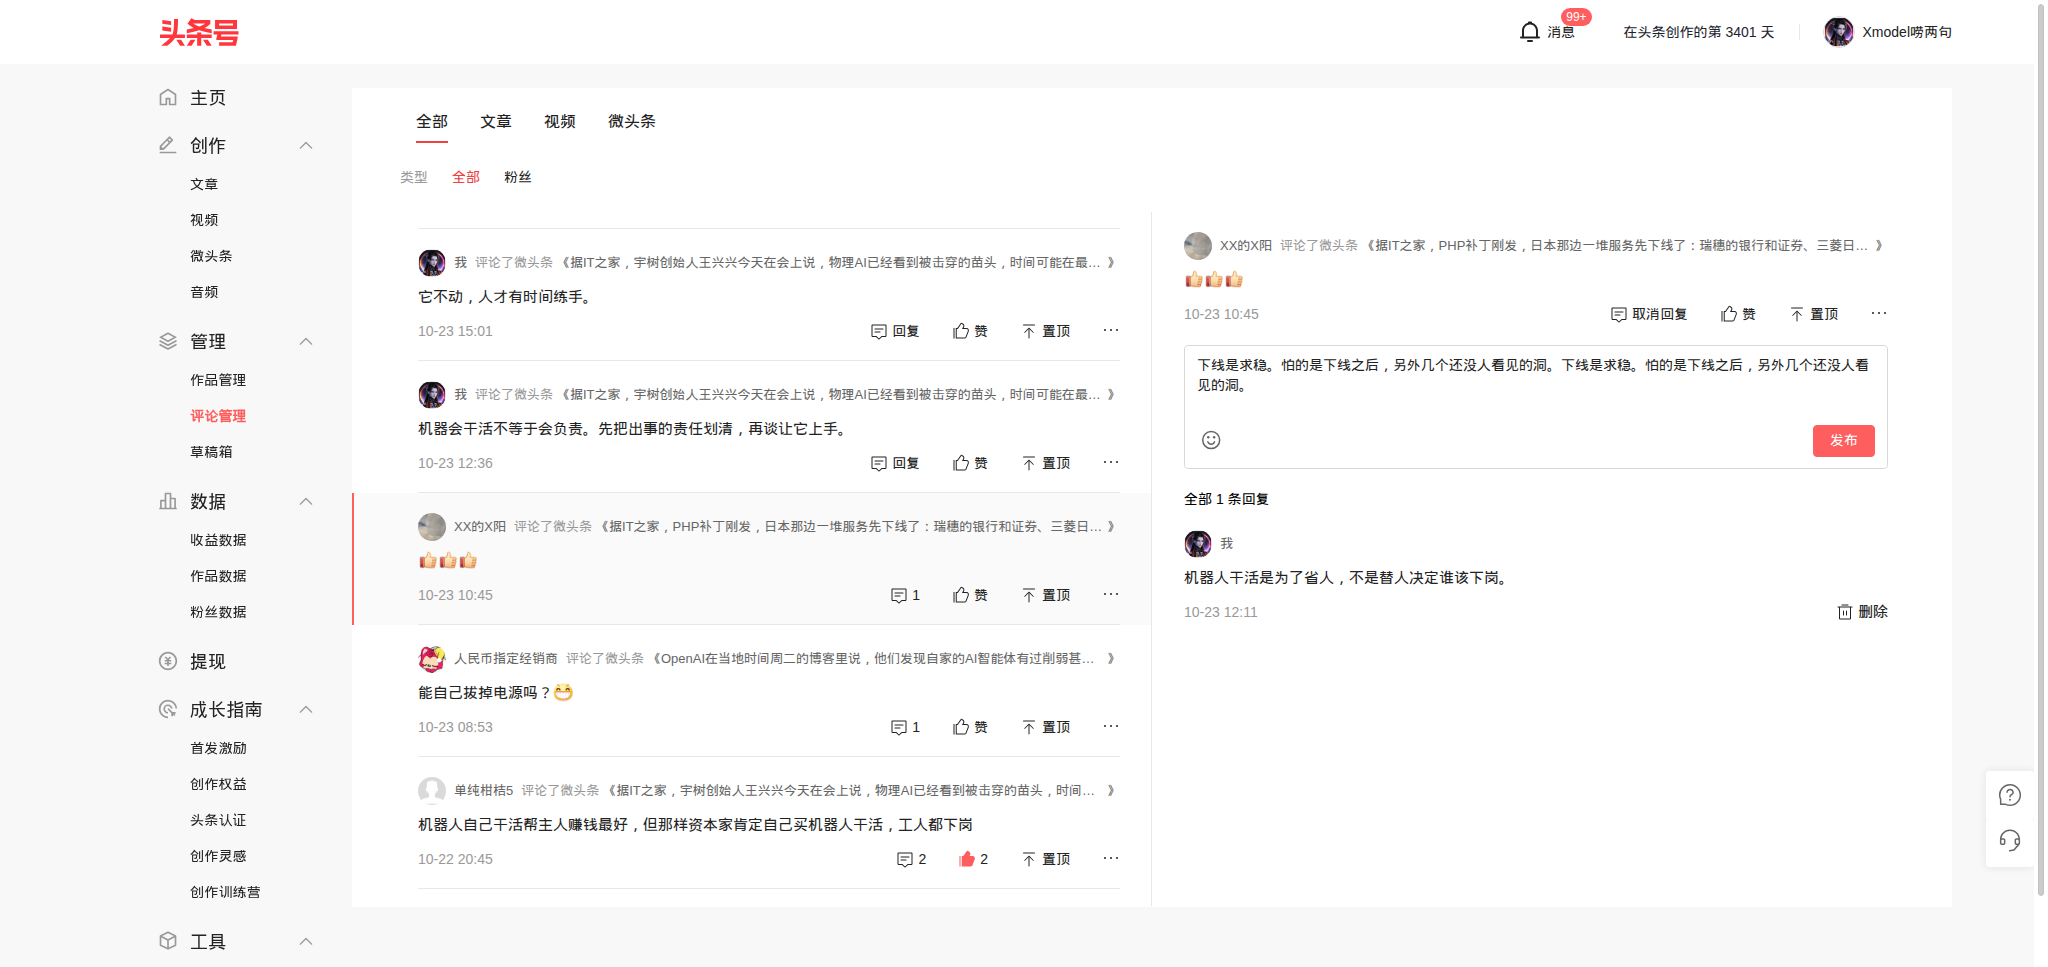 头条号
消息
99+
在头条创作的第 3401 天
Xmodel唠两句
主页
创作
文章
视频
微头条
音频
管理
作品管理
评论管理
草稿箱
数据
收益数据
作品数据
粉丝数据
提现
成长指南
首发激励
创作权益
头条认证
创作灵感
创作训练营
工具
全部 文章 视频 微头条
类型 全部 粉丝
我 评论了微头条 《据IT之家，宇树创始人王兴兴今天在会上说，物理AI已经看到被击穿的苗头，时间可能在最... 》
它不动，人才有时间练手。
10-23 15:01 回复 赞 置顶 ...
我 评论了微头条 《据IT之家，宇树创始人王兴兴今天在会上说，物理AI已经看到被击穿的苗头，时间可能在最... 》
机器会干活不等于会负责。先把出事的责任划清，再谈让它上手。
10-23 12:36 回复 赞 置顶 ...
XX的X阳 评论了微头条 《据IT之家，PHP补丁刚发，日本那边一堆服务先下线了：瑞穗的银行和证券、三菱日... 》
👍👍👍
10-23 10:45 1 赞 置顶 ...
人民币指定经销商 评论了微头条 《OpenAI在当地时间周二的博客里说，他们发现自家的AI智能体有过削弱甚... 》
能自己拔掉电源吗？😁
10-23 08:53 1 赞 置顶 ...
单纯柑桔5 评论了微头条 《据IT之家，宇树创始人王兴兴今天在会上说，物理AI已经看到被击穿的苗头，时间... 》
机器人自己干活帮主人赚钱最好，但那样资本家肯定自己买机器人干活，工人都下岗
10-22 20:45 2 2 置顶 ...
XX的X阳 评论了微头条 《据IT之家，PHP补丁刚发，日本那边一堆服务先下线了：瑞穗的银行和证券、三菱日... 》
👍👍👍
10-23 10:45 取消回复 赞 置顶 ...
下线是求稳。怕的是下线之后，另外几个还没人看见的洞。下线是求稳。怕的是下线之后，另外几个还没人看
见的洞。
发布
全部 1 条回复
我
机器人干活是为了省人，不是替人决定谁该下岗。
10-23 12:11 删除